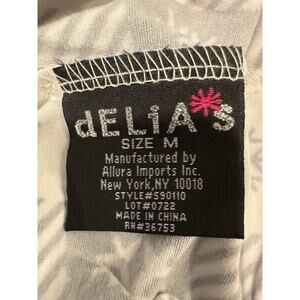 dELiA*s
SIZE M
Manufactured by
Allura Imports Inc.
New York,NY 10018
STYLE#S90110
LOT#0722
MADE IN CHINA
RN#36753